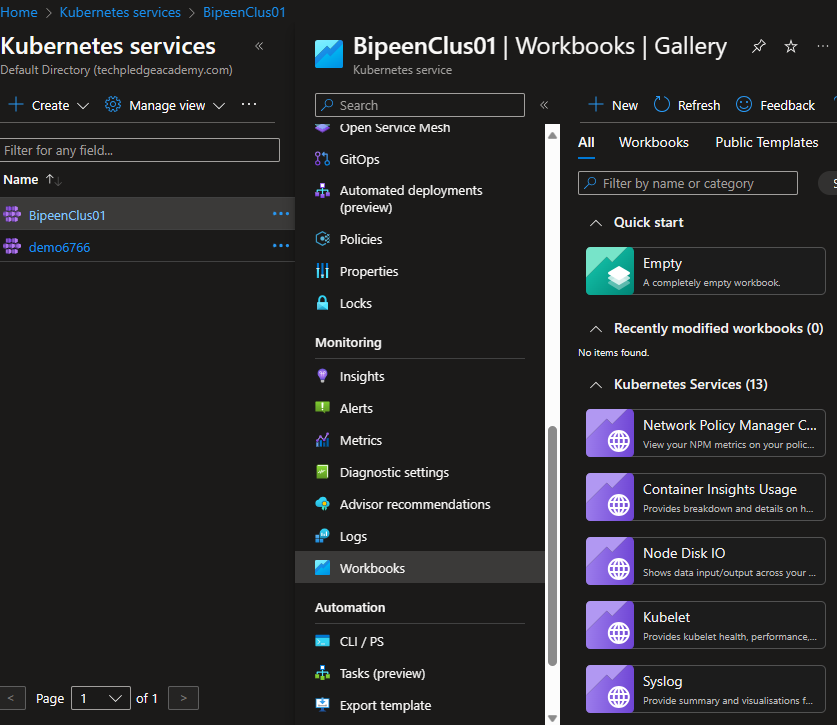 Home > Kubernetes services > BipeenClus01
Kubernetes services
Default Directory (techpledgeacademy.com)
Create
Manage view
Filter for any field...
Name
BipeenClus01
demo6766
< Page 1 of 1 >
BipeenClus01 | Workbooks | Gallery
Kubernetes service
Search
Open Service Mesh
GitOps
Automated deployments
(preview)
Policies
Properties
Locks
Monitoring
Insights
Alerts
Metrics
Diagnostic settings
Advisor recommendations
Logs
Workbooks
Automation
CLI / PS
Tasks (preview)
Export template
New Refresh Feedback
All Workbooks Public Templates
Filter by name or category
Quick start
Empty
A completely empty workbook.
Recently modified workbooks (0)
No items found.
Kubernetes Services (13)
Network Policy Manager C...
View your NPM metrics on your polic...
Container Insights Usage
Provides breakdown and details on h...
Node Disk IO
Shows data input/output across your ...
Kubelet
Provides kubelet health, performance,...
Syslog
Provide summary and visualisations f...